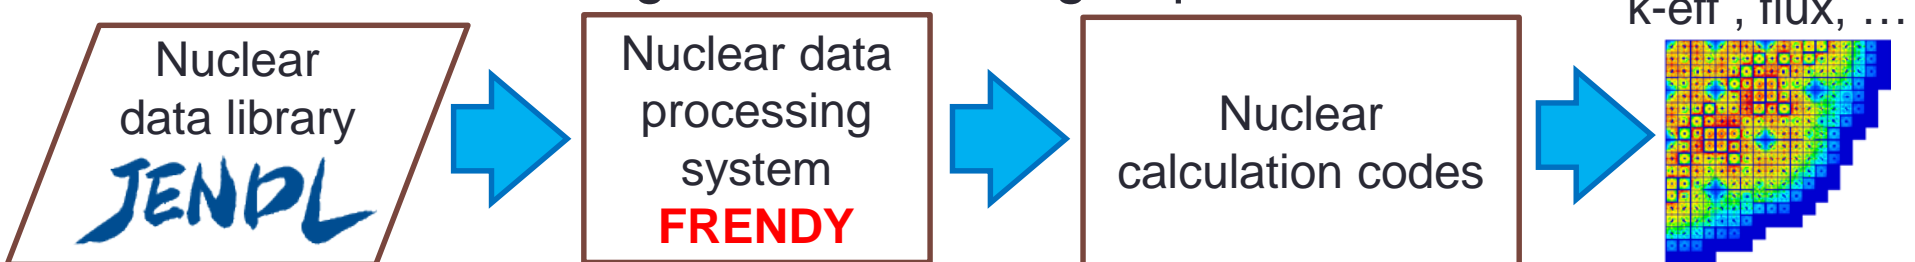 k-eff , flux, …
Nuclear
data library
JENDL
Nuclear data
processing
system
FRENDY
Nuclear
calculation codes